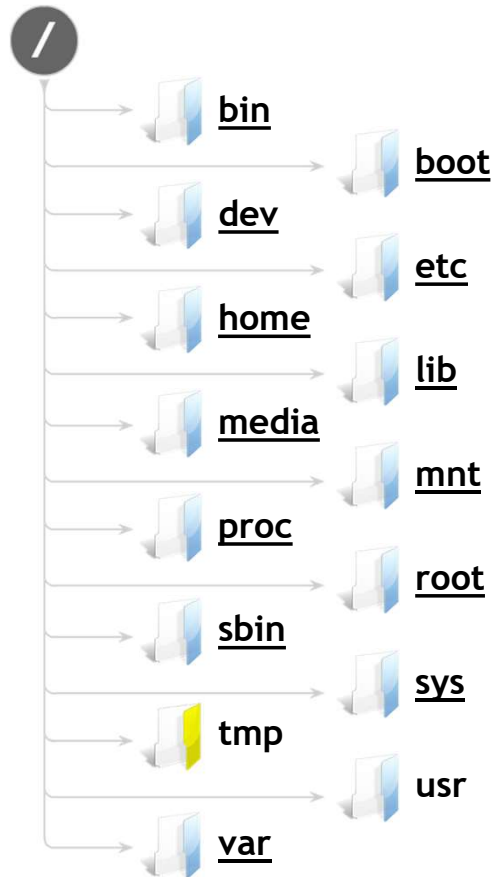 /
bin
boot
dev
etc
home
lib
media
mnt
proc
root
sbin
sys
tmp
usr
var